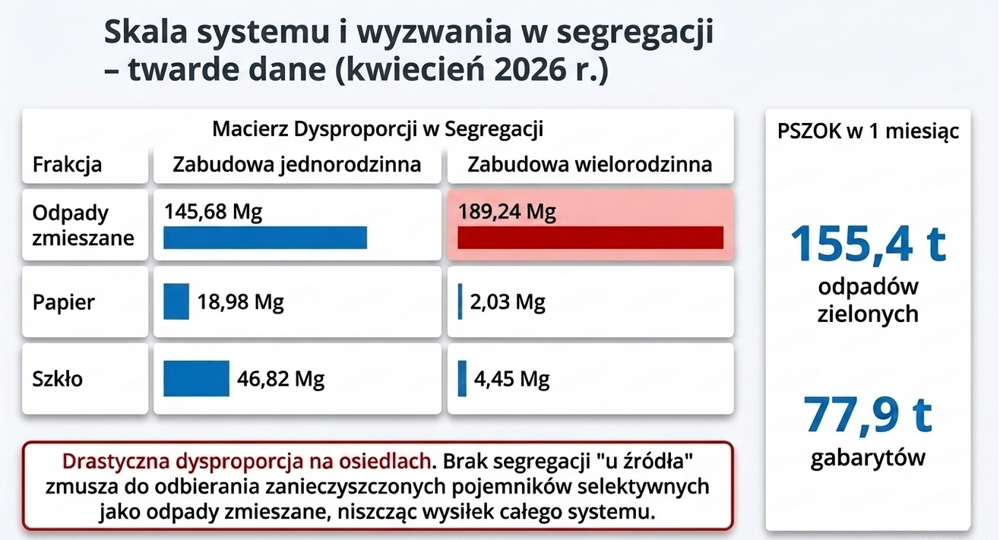 Skala systemu i wyzwania w segregacji
– twarde dane (kwiecień 2026 r.)
Macierz Dysproporcji w Segregacji
Frakcja
Zabudowa jednorodzinna
Zabudowa wielorodzinna
Odpady
zmieszane
145,68 Mg
189,24 Mg
Papier
18,98 Mg
2,03 Mg
Szkło
46,82 Mg
4,45 Mg
Drastyczna dysproporcja na osiedlach. Brak segregacji "u źródła"
zmusza do odbierania zanieczyszczonych pojemników selektywnych
jako odpady zmieszane, niszcząc wysiłek całego systemu.
PSZOK w 1 miesiąc
155,4 t
odpadów
zielonych
77,9 t
gabarytów